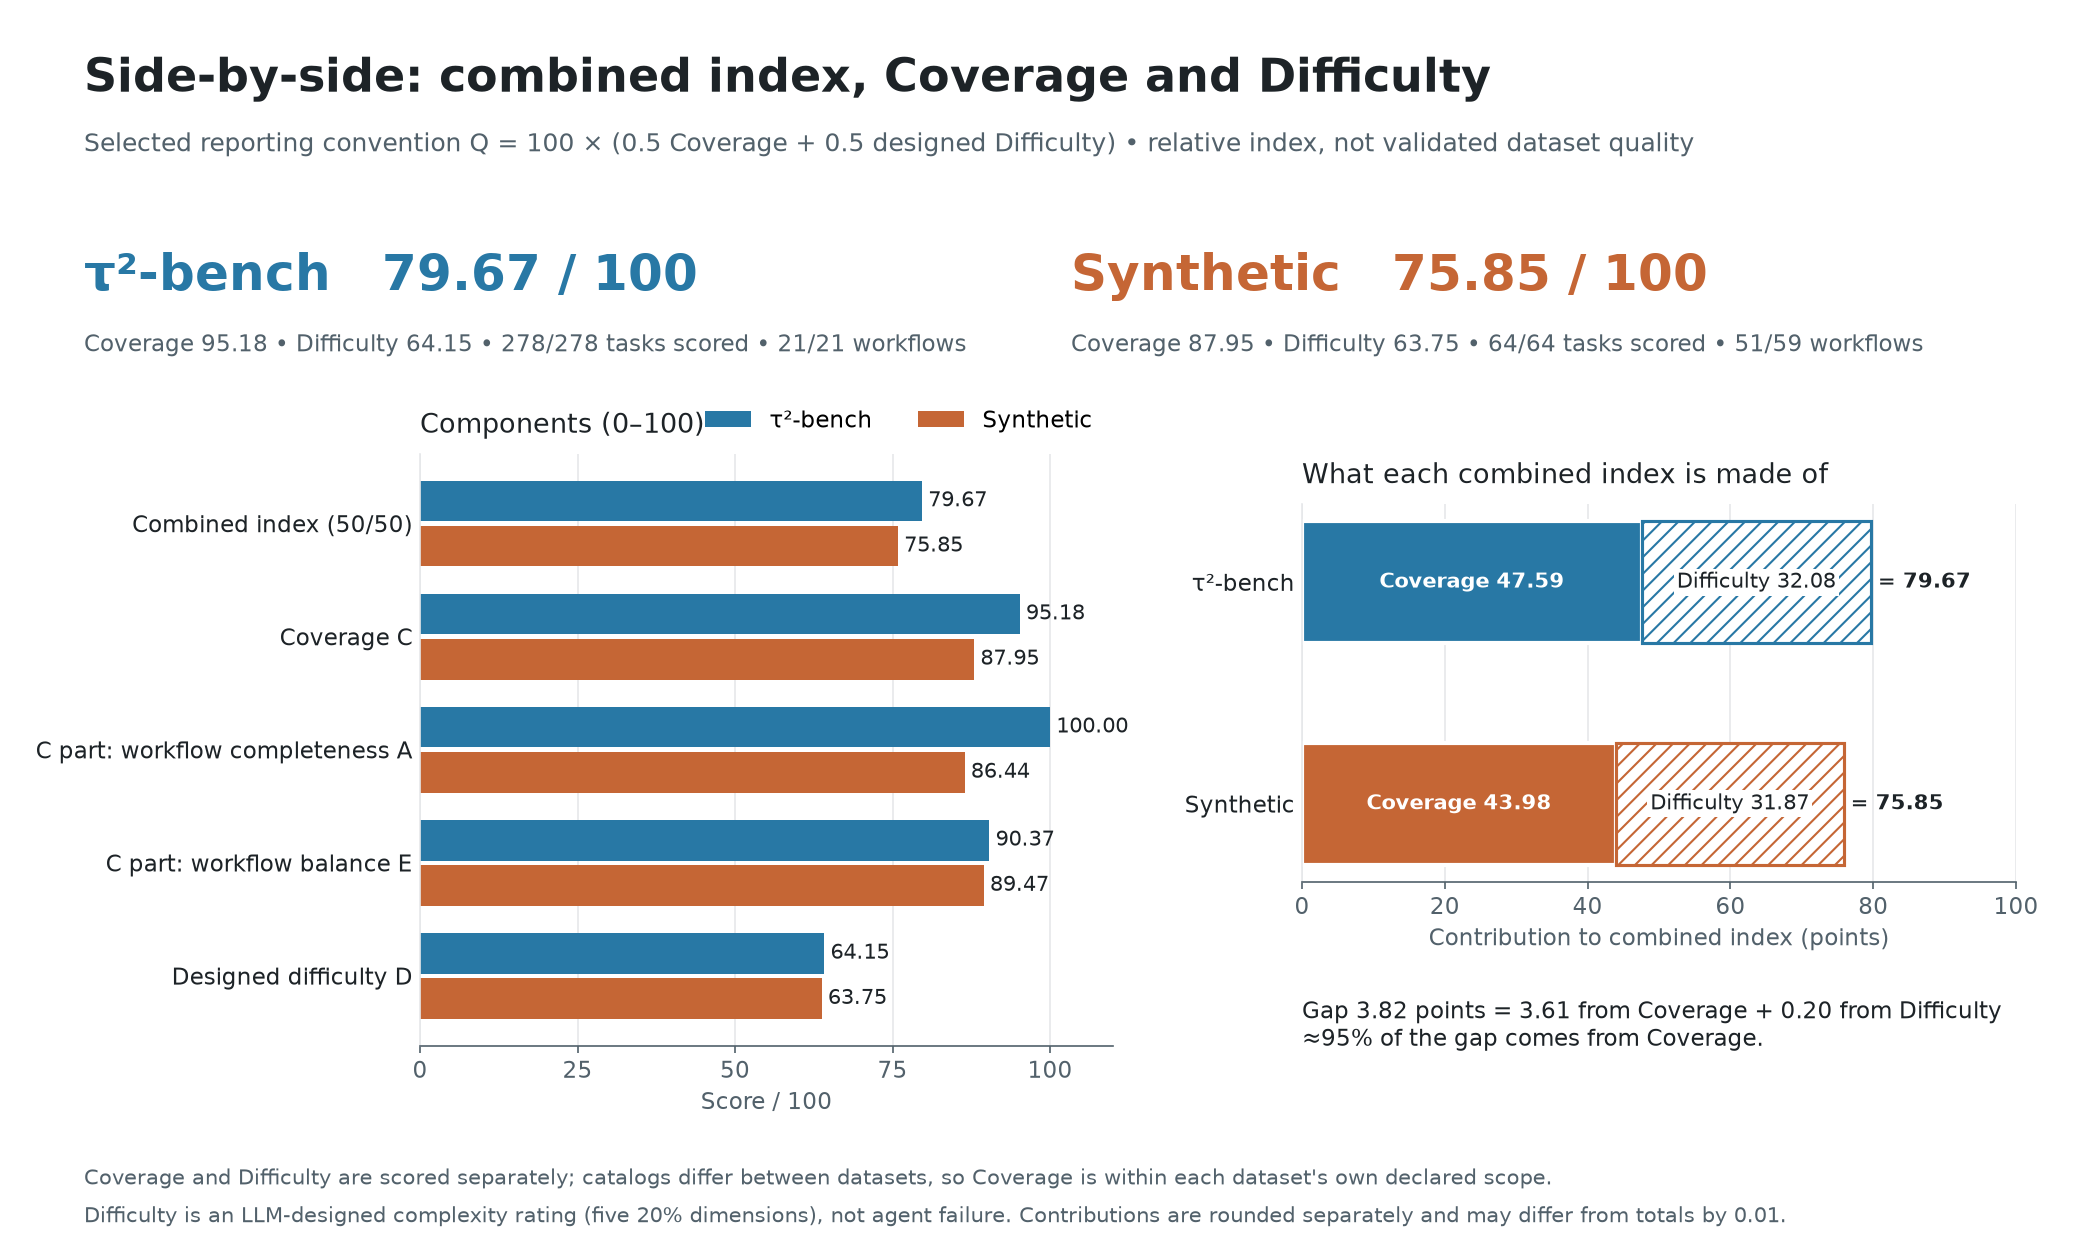 Side-by-side: combined index, Coverage and Difficulty
Selected reporting convention Q = 100 × (0.5 Coverage + 0.5 designed Difficulty) • relative index, not validated dataset quality
τ²-bench 79.67 / 100
Coverage 95.18 • Difficulty 64.15 • 278/278 tasks scored • 21/21 workflows
Synthetic 75.85 / 100
Coverage 87.95 • Difficulty 63.75 • 64/64 tasks scored • 51/59 workflows
Components (0–100)
τ²-bench
Synthetic
Combined index (50/50)
79.67
75.85
Coverage C
95.18
87.95
C part: workflow completeness A
100.00
86.44
C part: workflow balance E
90.37
89.47
Designed difficulty D
64.15
63.75
0 25 50 75 100
Score / 100
What each combined index is made of
τ²-bench
Coverage 47.59
Difficulty 32.08
= 79.67
Synthetic
Coverage 43.98
Difficulty 31.87
= 75.85
0 20 40 60 80 100
Contribution to combined index (points)
Gap 3.82 points = 3.61 from Coverage + 0.20 from Difficulty
≈95% of the gap comes from Coverage.
Coverage and Difficulty are scored separately; catalogs differ between datasets, so Coverage is within each dataset's own declared scope.
Difficulty is an LLM-designed complexity rating (five 20% dimensions), not agent failure. Contributions are rounded separately and may differ from totals by 0.01.